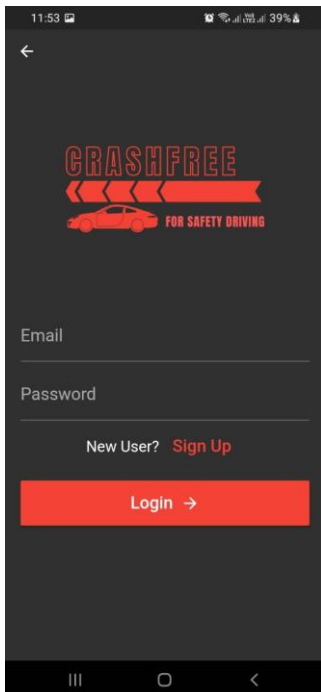 11:53 39%
CRASHFREE
FOR SAFETY DRIVING
Email
Password
New User? Sign Up
Login →